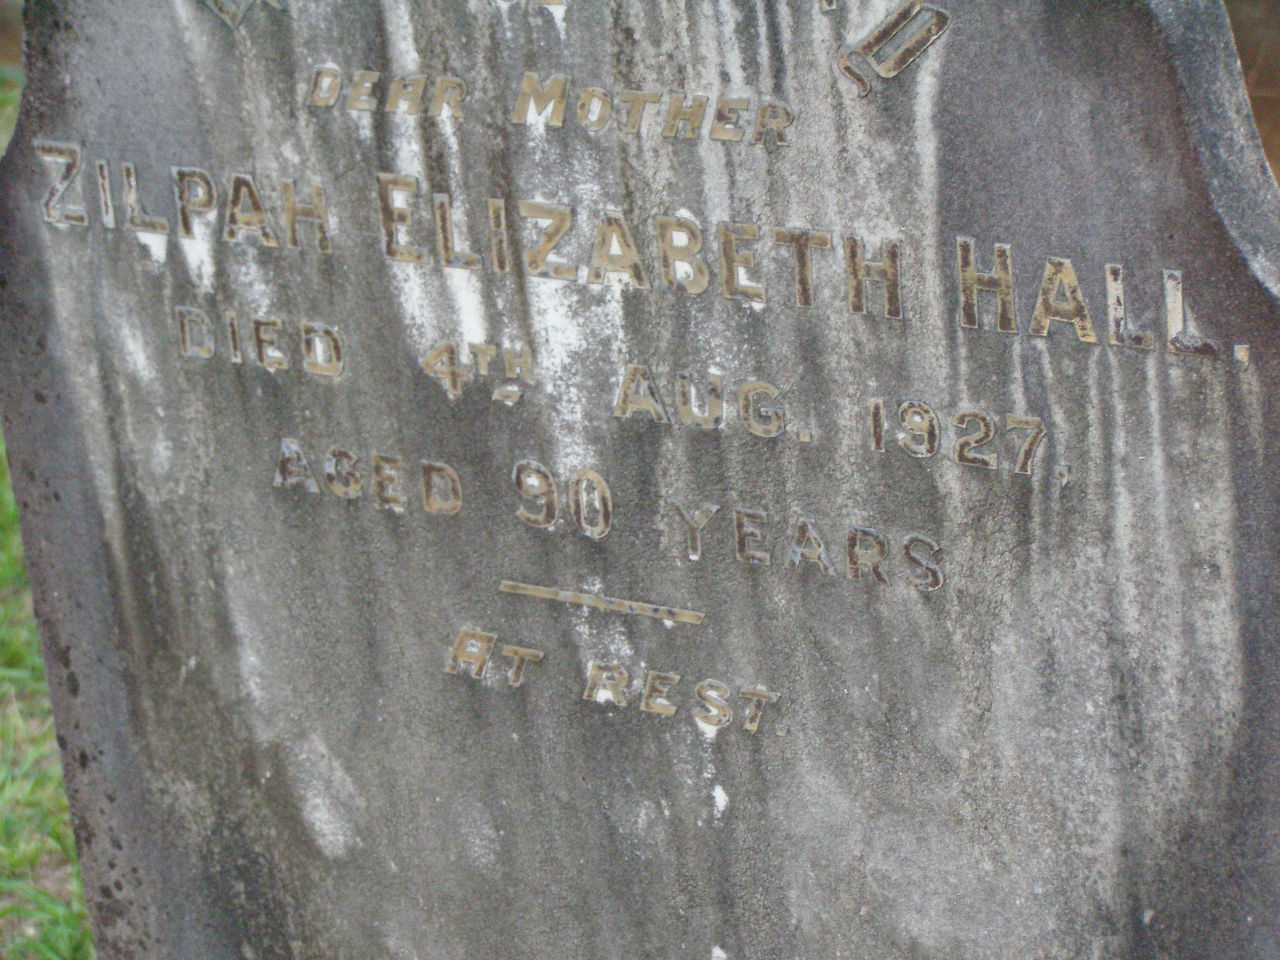 DEAR MOTHER
ZILPAH ELIZABETH HALL,
DIED 4TH AUG. 1927,
AGED 90 YEARS
AT REST.